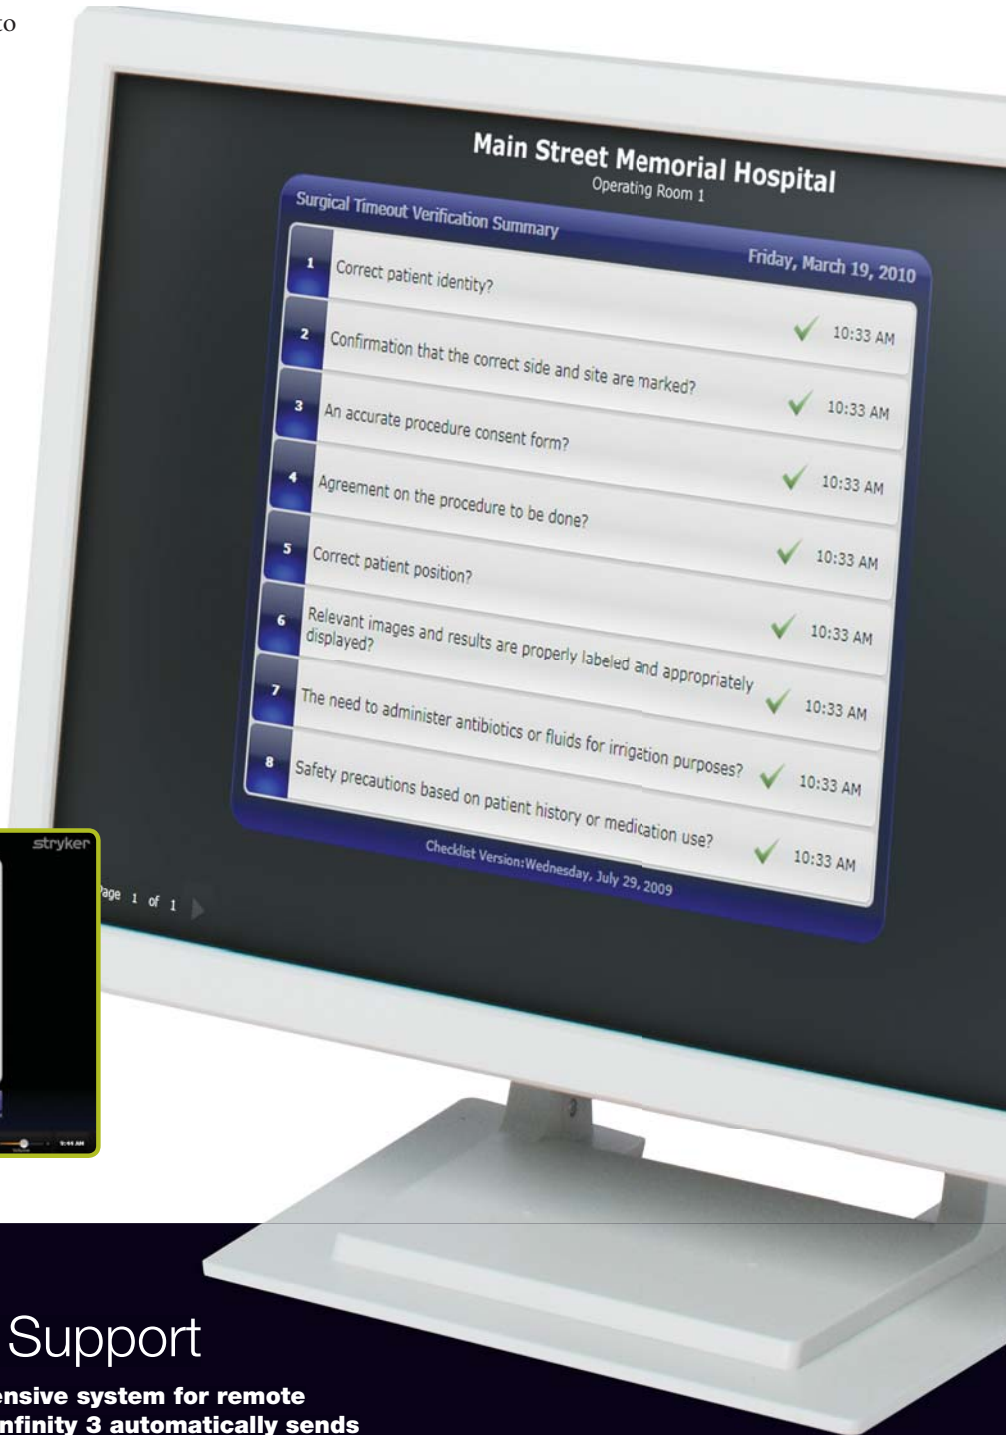 to
Main Street Memorial Hospital
Operating Room 1
Surgical Timeout Verification Summary
Friday, March 19, 2010
1 Correct patient identity? 10:33 AM
2 Confirmation that the correct side and site are marked? 10:33 AM
3 An accurate procedure consent form? 10:33 AM
4 Agreement on the procedure to be done? 10:33 AM
5 Correct patient position? 10:33 AM
6 Relevant images and results are properly labeled and appropriately
displayed? 10:33 AM
7 The need to administer antibiotics or fluids for irrigation purposes? 10:33 AM
8 Safety precautions based on patient history or medication use? 10:33 AM
Checklist Version:Wednesday, July 29, 2009
age 1 of 1
stryker
9:44 AM
3
Support
ensive system for remote
nfinity 3 automatically sends